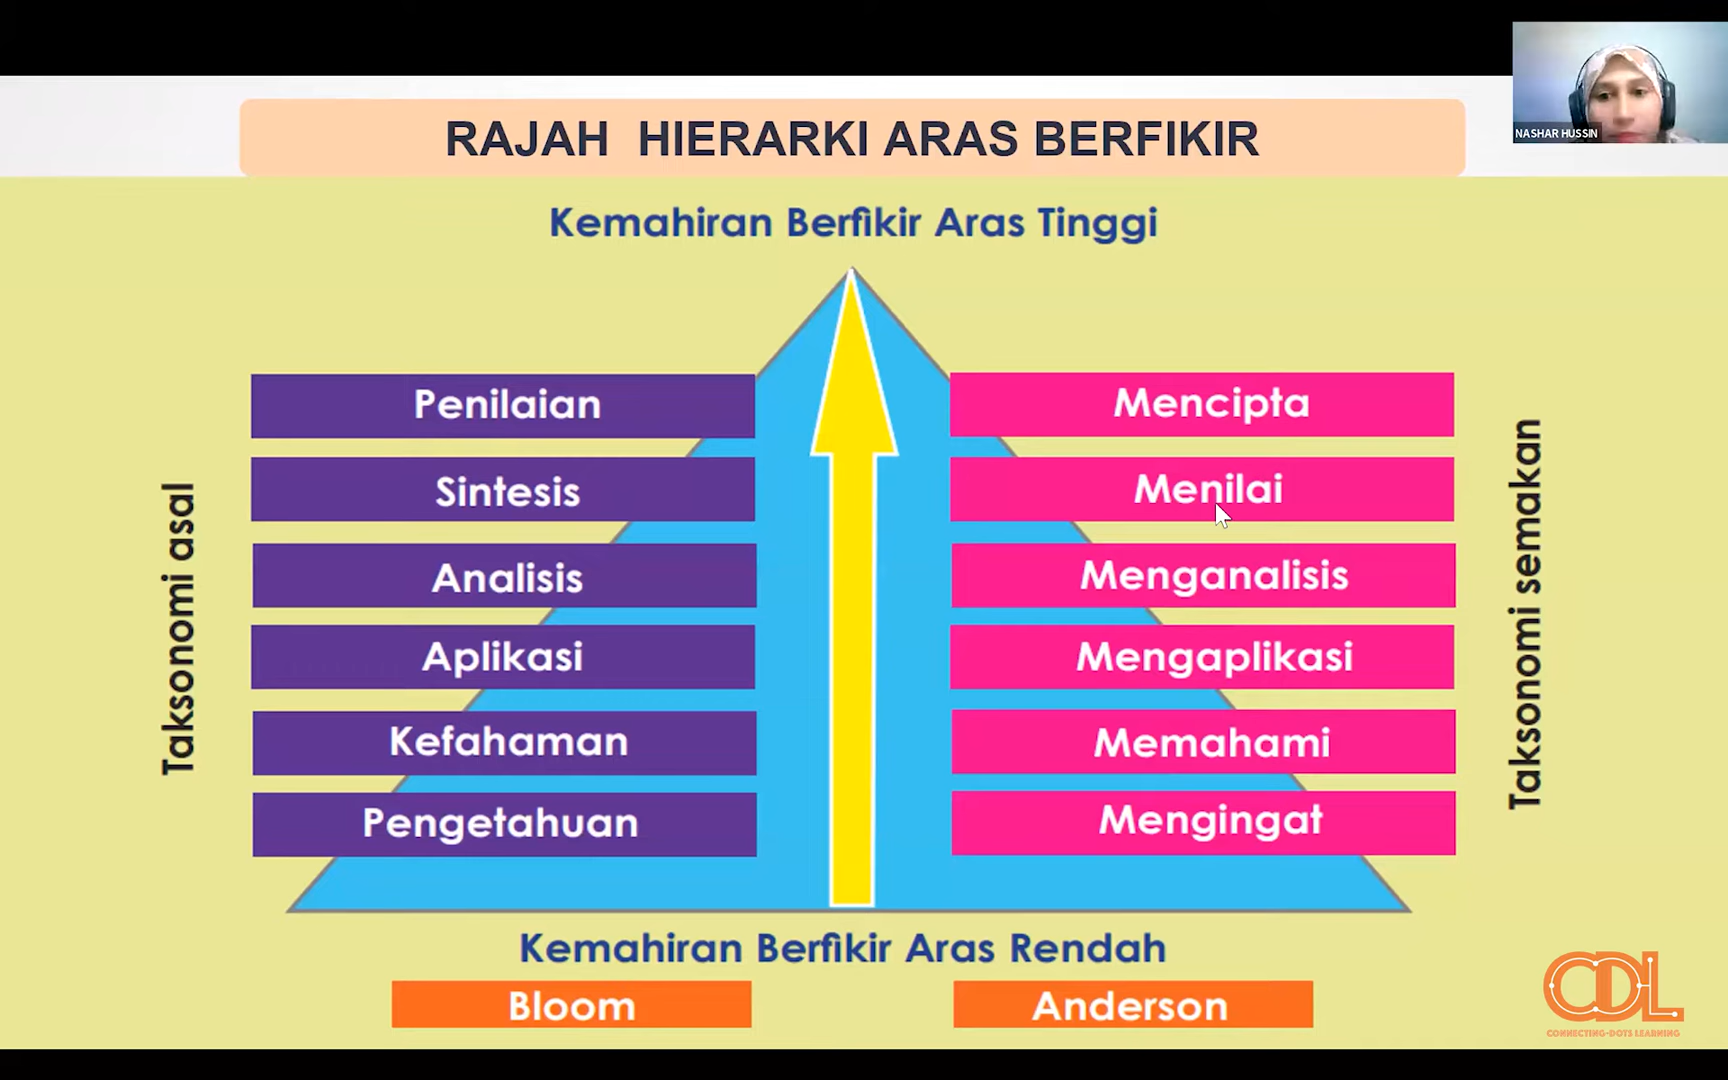 RAJAH HIERARKI ARAS BERFIKIR
NASHAR HUSSIN
Kemahiran Berfikir Aras Tinggi
Taksonomi asal
Penilaian
Sintesis
Analisis
Aplikasi
Kefahaman
Pengetahuan
Mencipta
Menilai
Menganalisis
Mengaplikasi
Memahami
Mengingat
Taksonomi semakan
Kemahiran Berfikir Aras Rendah
Bloom
Anderson
CDL
CONNECTING-DOTS LEARNING